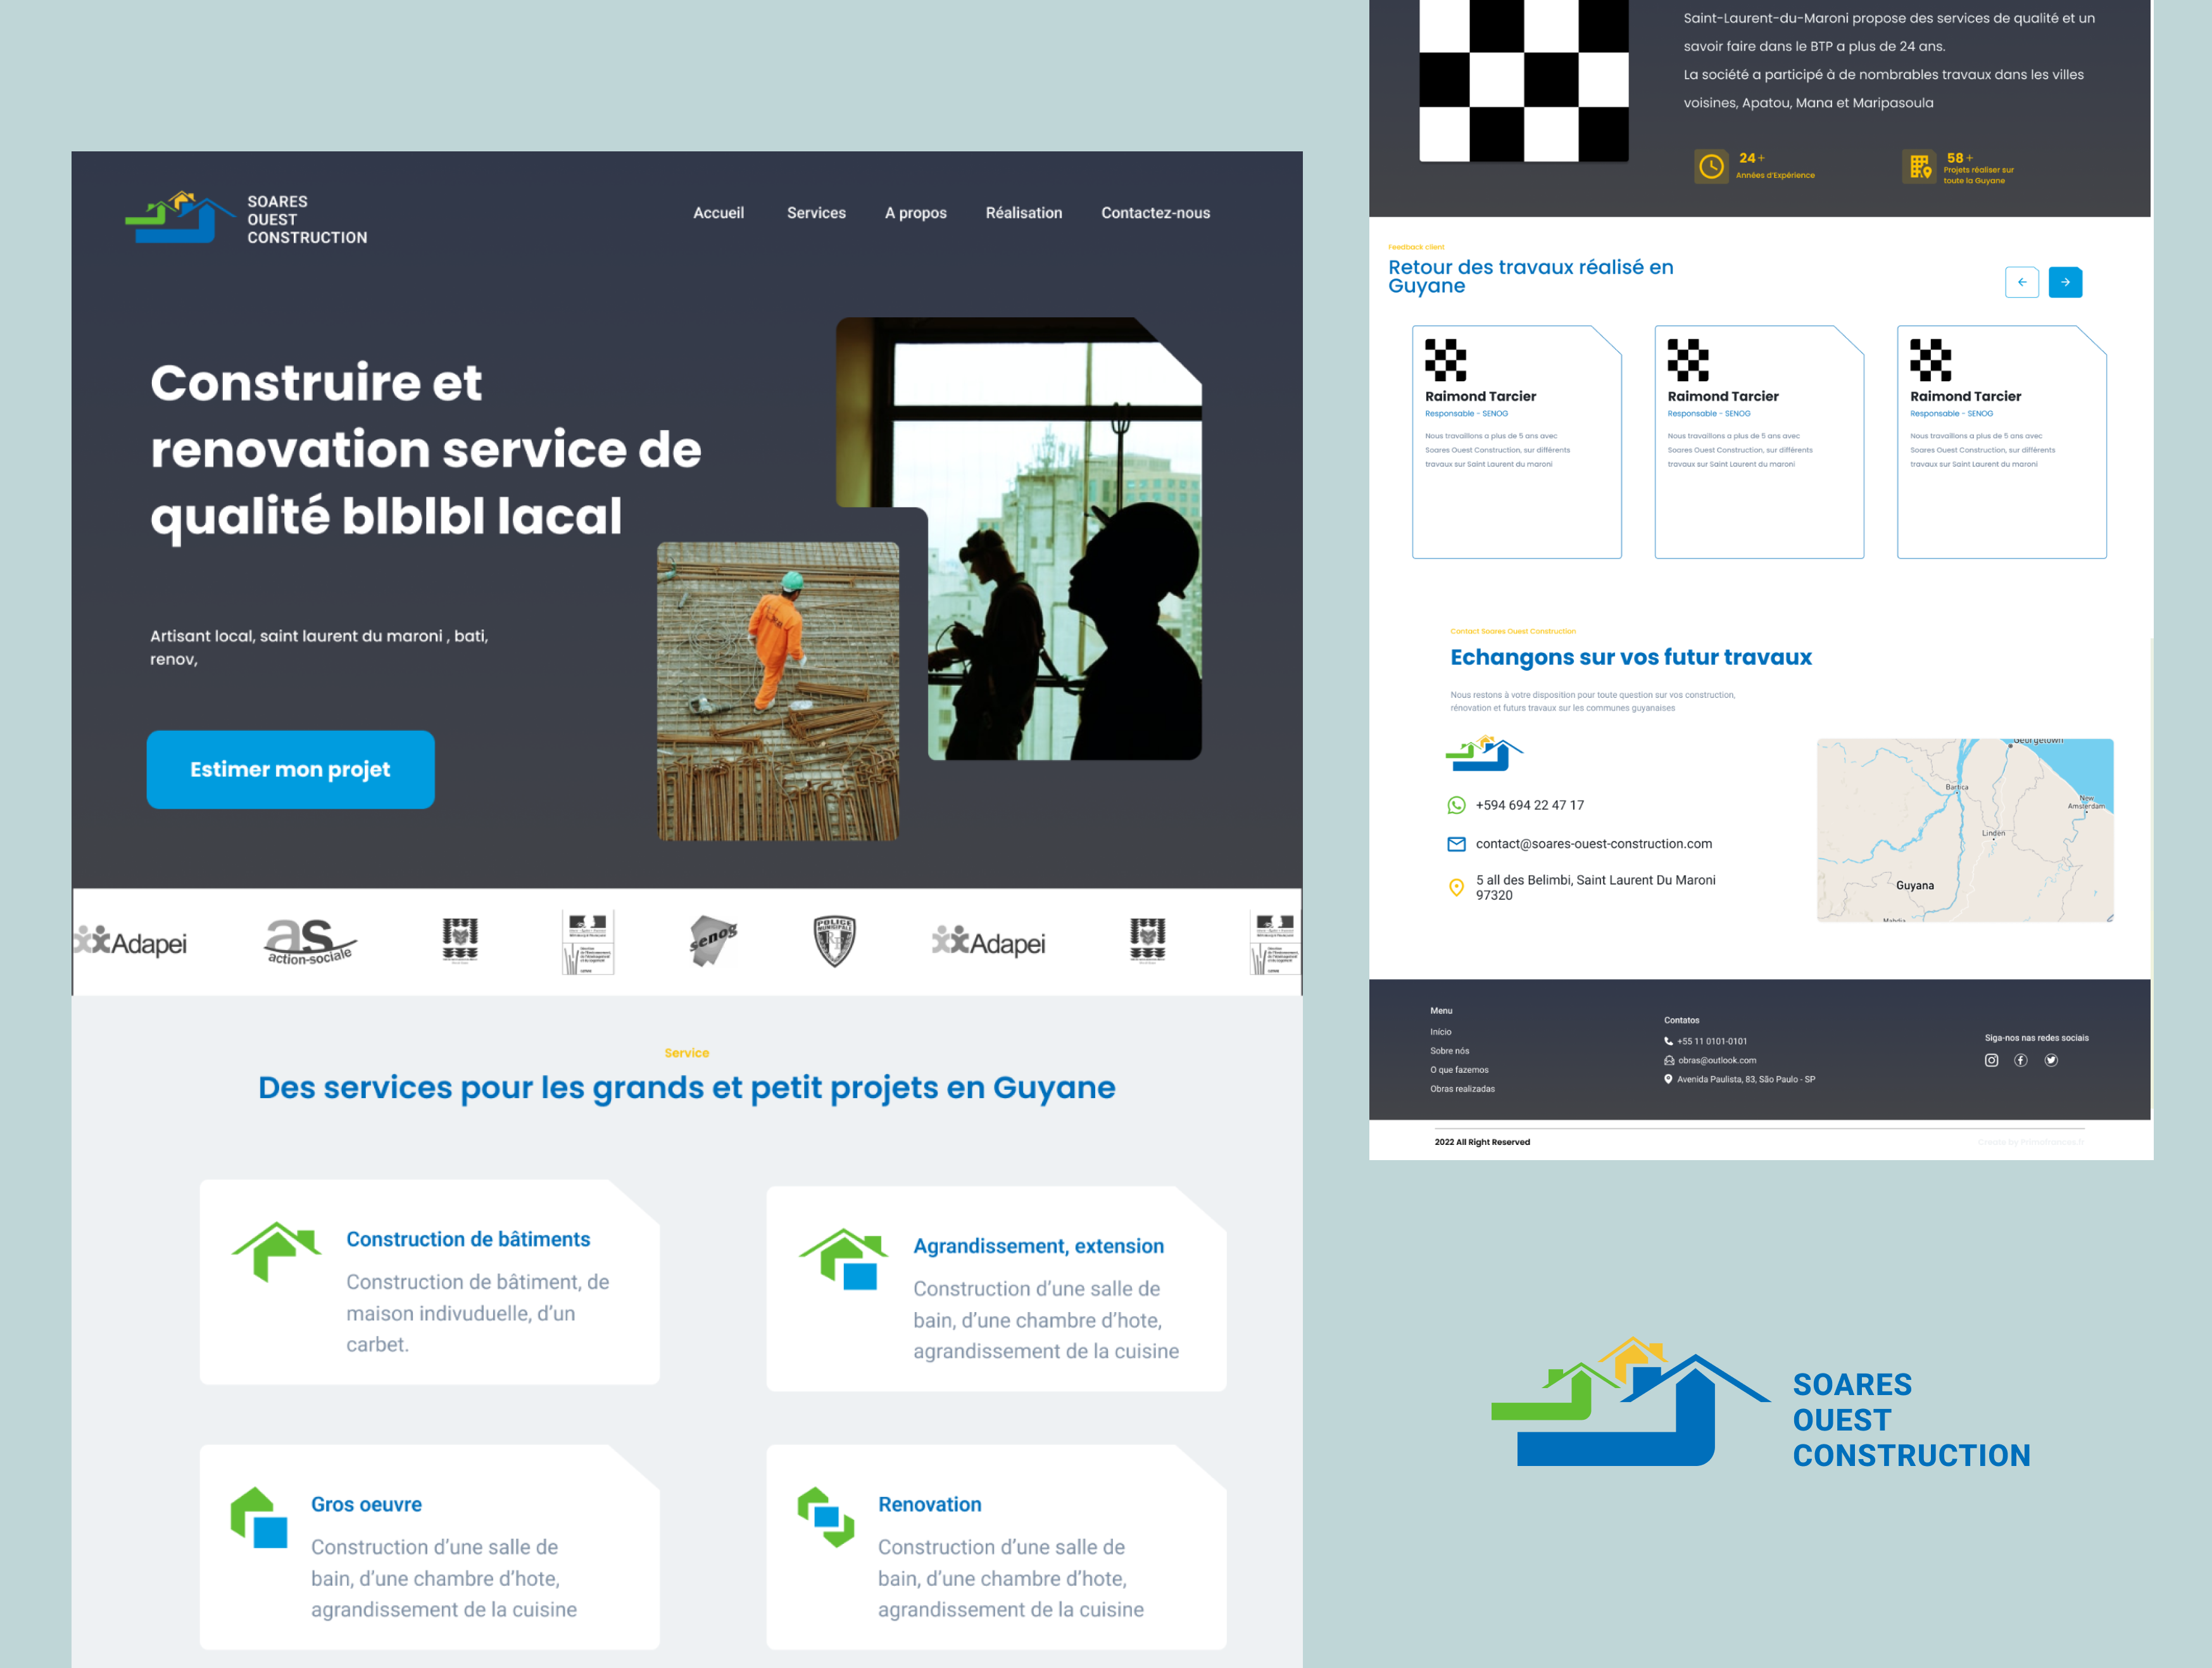 SOARES
OUEST
CONSTRUCTION
Accueil
Services
A propos
Réalisation
Contactez-nous
Construire et
renovation service de
qualité blblbl lacal
Artisant local, saint laurent du maroni , bati,
renov,
Estimer mon projet
Adapei
as
action-sociale
senog
POLICE
MUNICIPALE
Adapei
Service
Des services pour les grands et petit projets en Guyane
Construction de bâtiments
Construction de bâtiment, de
maison indivuduelle, d'un
carbet.
Agrandissement, extension
Construction d'une salle de
bain, d'une chambre d'hote,
agrandissement de la cuisine
Gros oeuvre
Construction d'une salle de
bain, d'une chambre d'hote,
agrandissement de la cuisine
Renovation
Construction d'une salle de
bain, d'une chambre d'hote,
agrandissement de la cuisine
Saint-Laurent-du-Maroni propose des services de qualité et un
savoir faire dans le BTP a plus de 24 ans.
La société a participé à de nombrables travaux dans les villes
voisines, Apatou, Mana et Maripasoula
24+
Années d'Expérience
58+
Projets réaliser sur
toute la Guyane
Feedback client
Retour des travaux réalisé en
Guyane
Raimond Tarcier
Responsable - SENOG
Nous travaillons a plus de 5 ans avec
Soares Ouest Construction, sur différents
travaux sur Saint Laurent du maroni
Raimond Tarcier
Responsable - SENOG
Nous travaillons a plus de 5 ans avec
Soares Ouest Construction, sur différents
travaux sur Saint Laurent du maroni
Raimond Tarcier
Responsable - SENOG
Nous travaillons a plus de 5 ans avec
Soares Ouest Construction, sur différents
travaux sur Saint Laurent du maroni
Contact Soares Ouest Construction
Echangons sur vos futur travaux
Nous restons à votre disposition pour toute question sur vos construction,
rénovation et futurs travaux sur les communes guyanaises
+594 694 22 47 17
contact@soares-ouest-construction.com
5 all des Belimbi, Saint Laurent Du Maroni
97320
Georgetown
Bartica
New
Amsterdam
Linden
Guyana
Mahdia
Menu
Início
Sobre nós
O que fazemos
Obras realizadas
Contatos
+55 11 0101-0101
obras@outlook.com
Avenida Paulista, 83, São Paulo - SP
Siga-nos nas redes sociais
2022 All Right Reserved
SOARES
OUEST
CONSTRUCTION